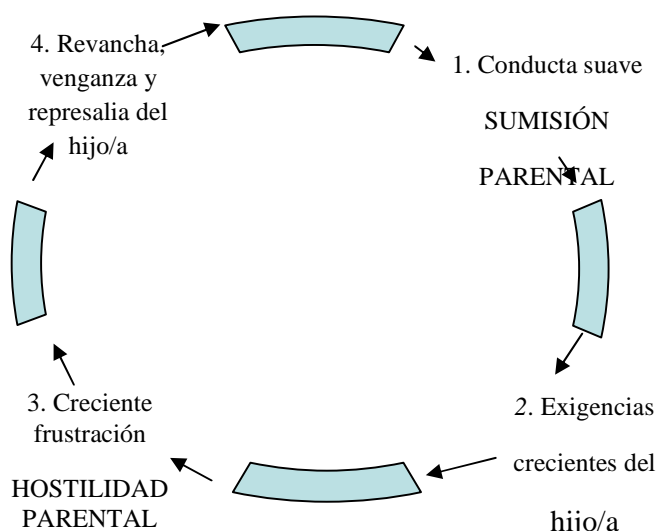 1. Conducta suave
SUMISIÓN
PARENTAL
2. Exigencias
crecientes del
hijo/a
3. Creciente
frustración
HOSTILIDAD
PARENTAL
4. Revancha,
venganza y
represalia del
hijo/a